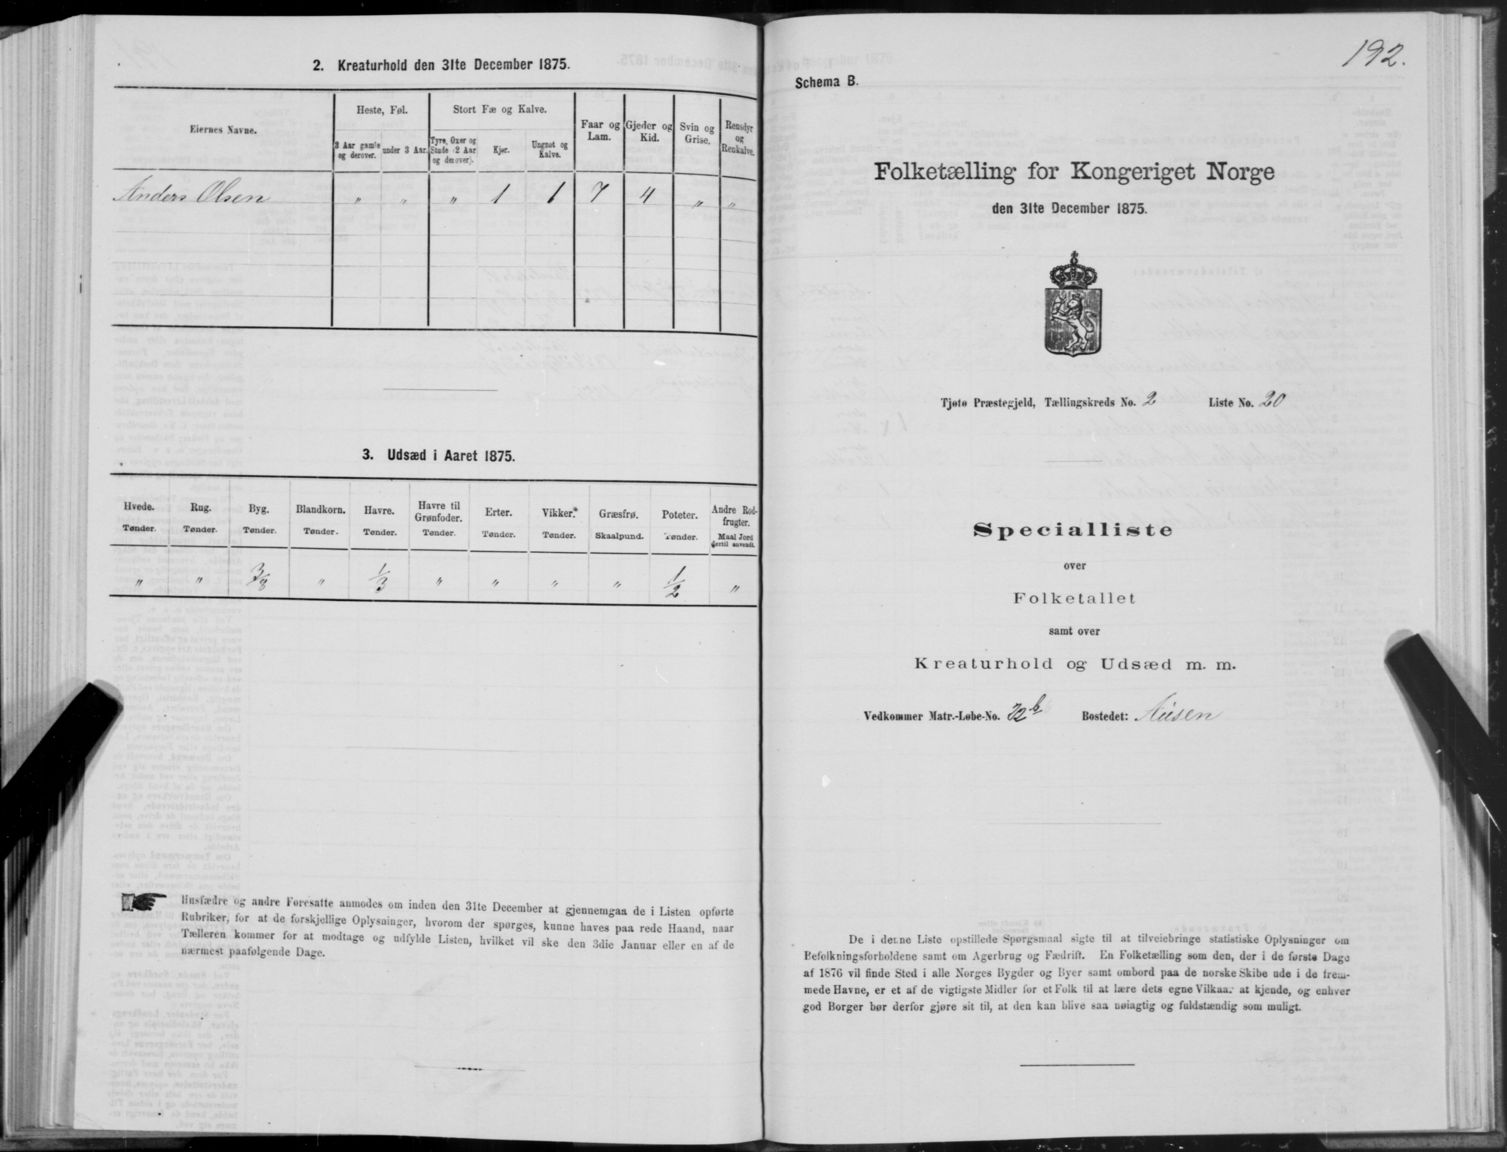 2. Kreaturhold den 31te December 1875.
Eiernes Navne.
Heste, Føl.
Stort Fæ og Kalve.
Faar og Lam.
Gjeder og Kid.
Svin og Grise.
Rensdyr og Renkalve.
3 Aar gamle og derover.
under 3 Aar.
Tyre, Oxer og Stude (2 Aar og derover).
Kjer.
Ungnøt og Kalve.
Anders Olsen " " " 1 1 7 4 " "
3. Udsæd i Aaret 1875.
Hvede. Rug. Byg. Blandkorn. Havre. Havre til Grønfoder. Erter. Vikker.* Græsfrø. Poteter. Andre Rodfrugter.
Tønder. Tønder. Tønder. Tønder. Tønder. Tønder. Tønder. Tønder. Skaalpund. Tønder. Maal Jord dertil anvendt.
" " 3/8 " 1/3 " " " " 1/2 "
Husfædre og andre Foresatte anmodes om inden den 31te December at gjennemgaa de i Listen opførte
Rubriker, for at de forskjellige Oplysninger, hvorom der spørges, kunne haves paa rede Haand, naar
Tælleren kommer for at modtage og udfylde Listen, hvilket vil ske den 3die Januar eller en af de
nærmest paafølgende Dage.
192.
Schema B.
Folketælling for Kongeriget Norge
den 31te December 1875.
Tjøtø Præstegjeld, Tællingskreds No. 2 Liste No. 20
Specialliste
over
Folketallet
samt over
Kreaturhold og Udsæd m. m.
Vedkommer Matr.-Løbe-No. 32b Bostedet:
De i denne Liste opstillede Spørgsmaal sigte til at tilveiebringe statistiske Oplysninger om
Befolkningsforholdene samt om Agerbrug og Fædrift. En Folketælling som den, der i de første Dage
af 1876 vil finde Sted i alle Norges Bygder og Byer samt ombord paa de norske Skibe ude i de frem-
mede Havne, er et af de vigtigste Midler for et Folk til at lære dets egne Vilkaar at kjende, og enhver
god Borger bør derfor gjøre sit til, at den kan blive saa nøiagtig og fuldstændig som muligt.